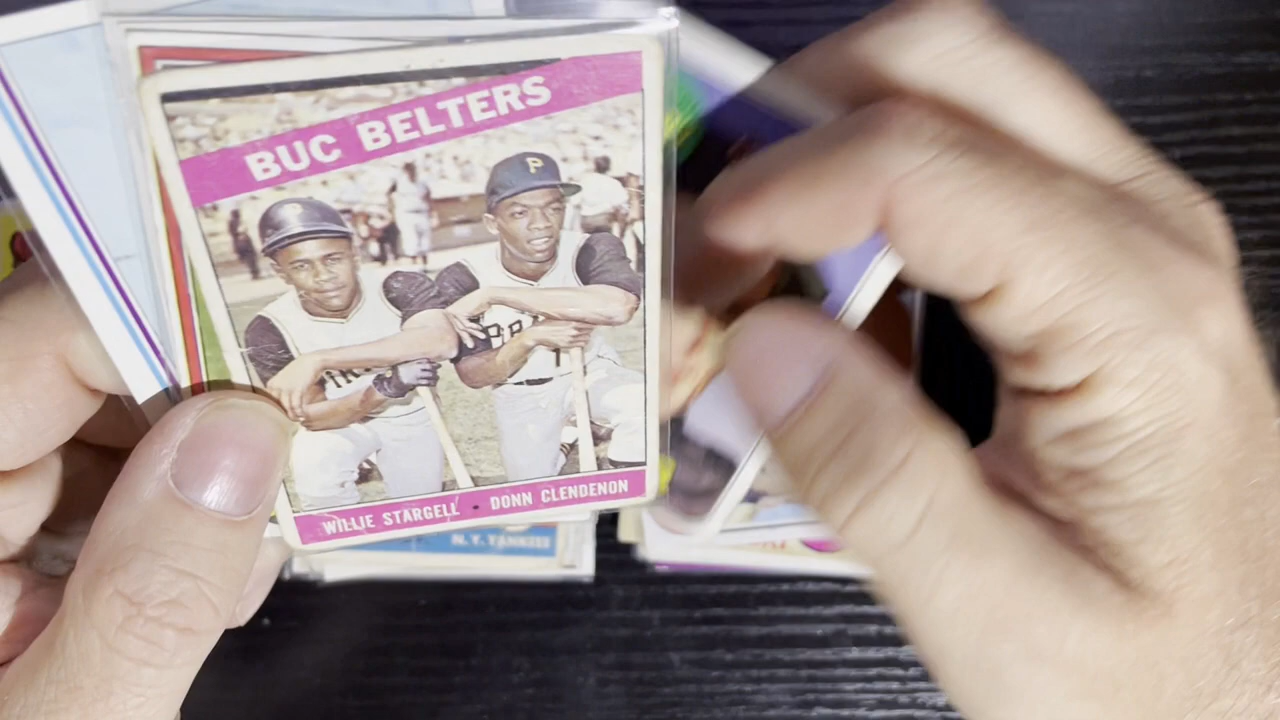 BUC BELTERS
P
WILLIE STARGELL • DONN CLENDENON
N.Y. YANKEES